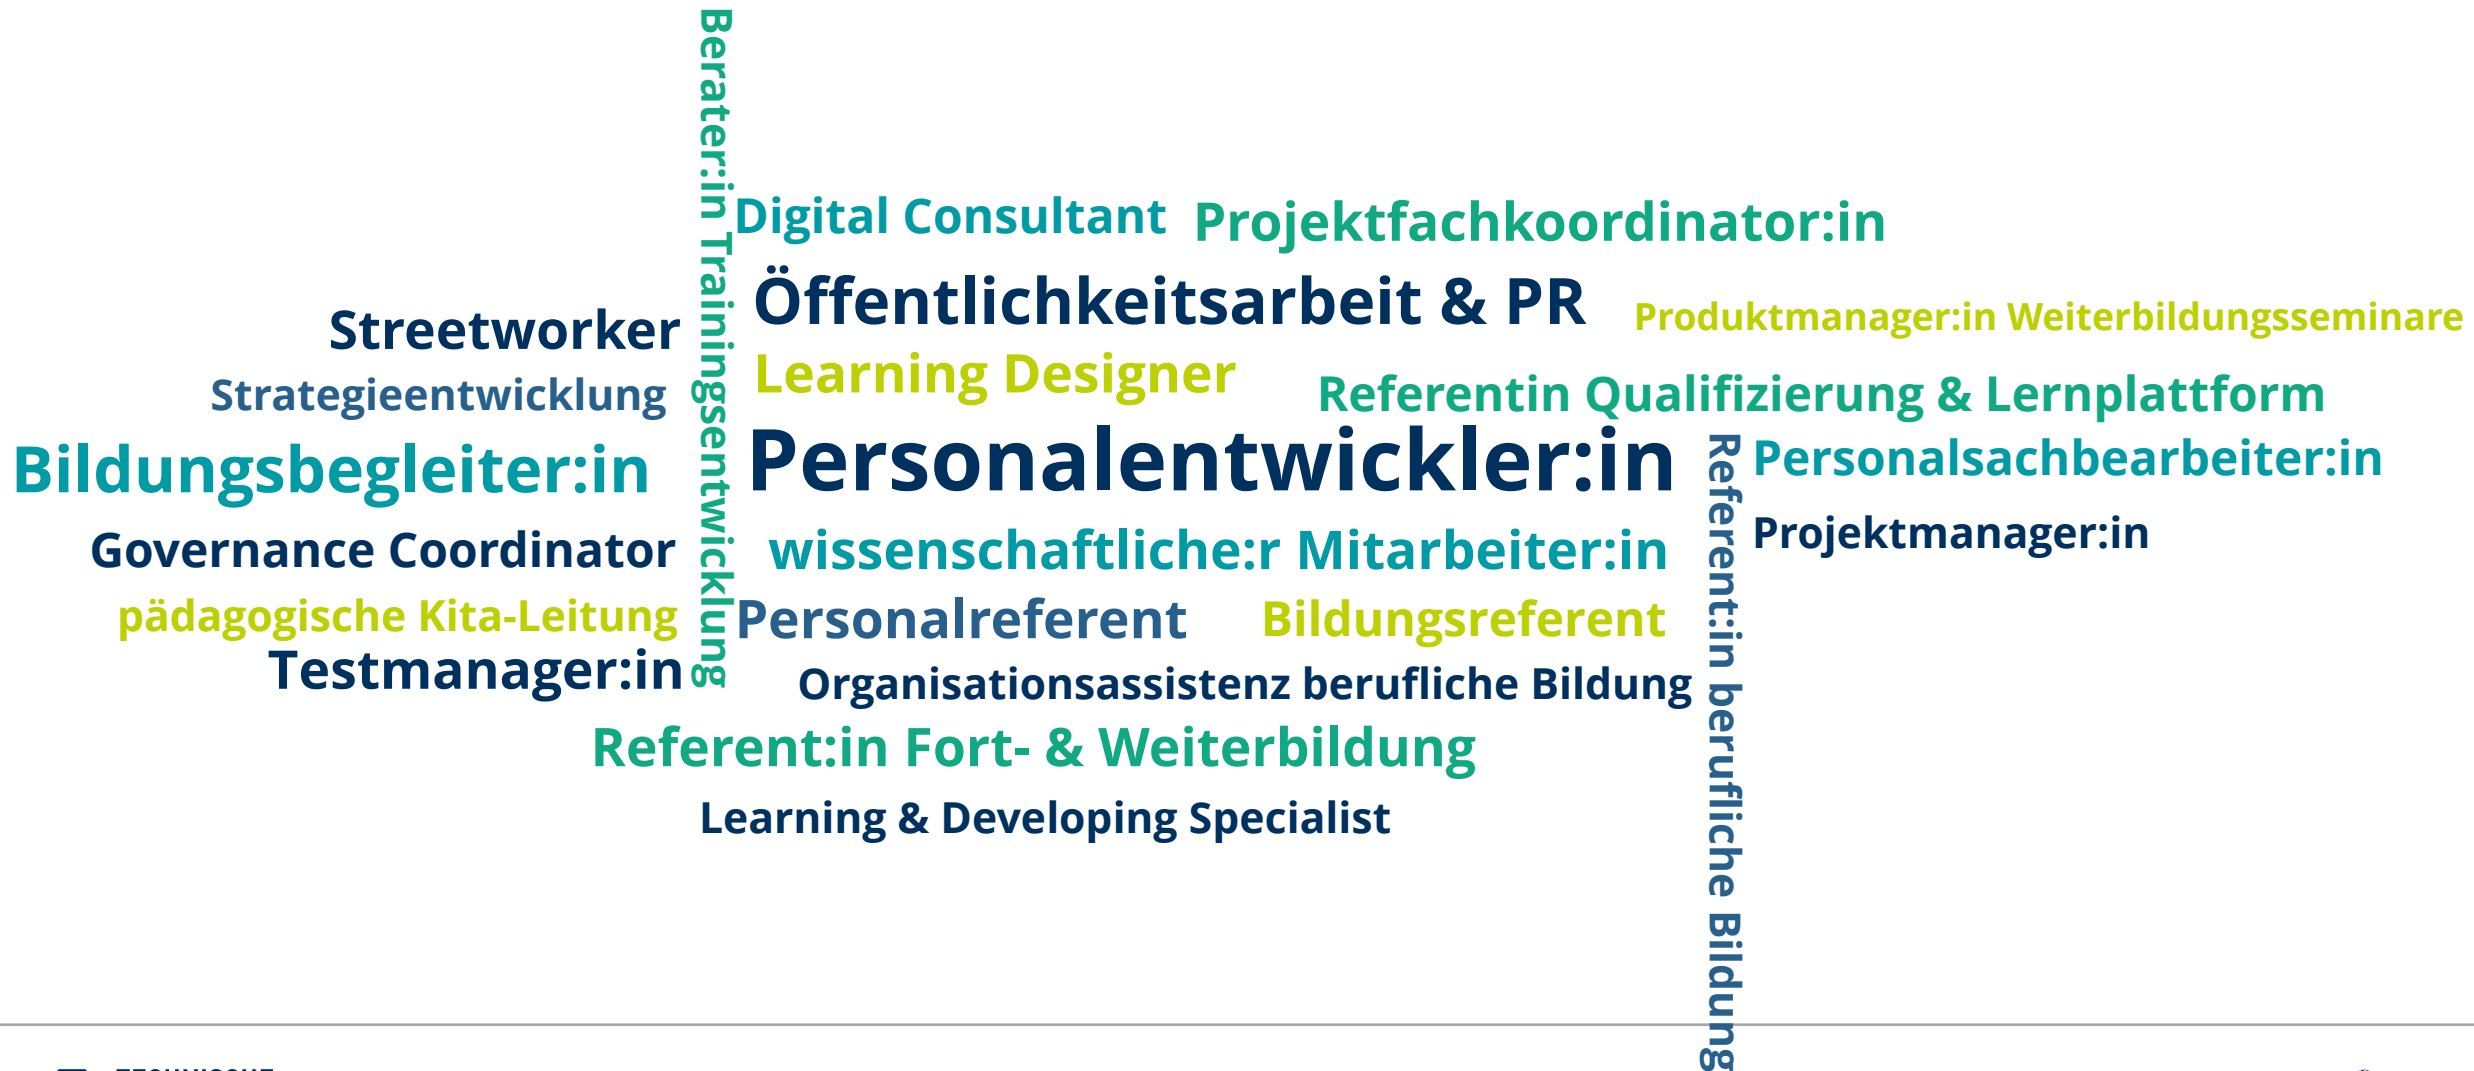 Berater:in Trainingsentwicklung
Digital Consultant
Projektfachkoordinator:in
Öffentlichkeitsarbeit & PR
Produktmanager:in Weiterbildungsseminare
Streetworker
Learning Designer
Strategieentwicklung
Referentin Qualifizierung & Lernplattform
Bildungsbegleiter:in
Personalentwickler:in
Personalsachbearbeiter:in
Referent:in berufliche Bildung
Projektmanager:in
Governance Coordinator
wissenschaftliche:r Mitarbeiter:in
pädagogische Kita-Leitung
Personalreferent
Bildungsreferent
Testmanager:in
Organisationsassistenz berufliche Bildung
Referent:in Fort- & Weiterbildung
Learning & Developing Specialist